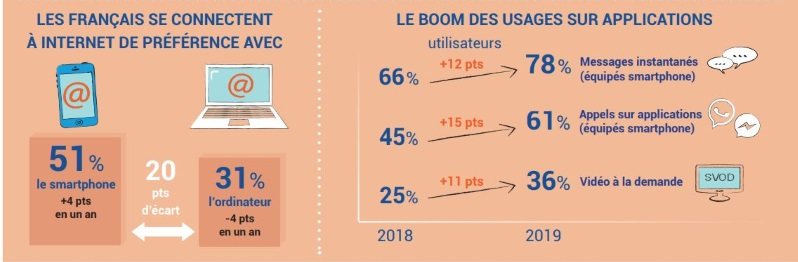 LES FRANÇAIS SE CONNECTENT
À INTERNET DE PRÉFÉRENCE AVEC
@
@
51%
le smartphone
+4 pts
en un an
20
pts
d'écart
31%
l'ordinateur
-4 pts
en un an
LE BOOM DES USAGES SUR APPLICATIONS
utilisateurs
66%
+12 pts
78%
Messages instantanés
(équipés smartphone)
45%
+15 pts
61%
Appels sur applications
(équipés smartphone)
25%
+11 pts
36%
Vidéo à la demande
SVOD
2018
2019